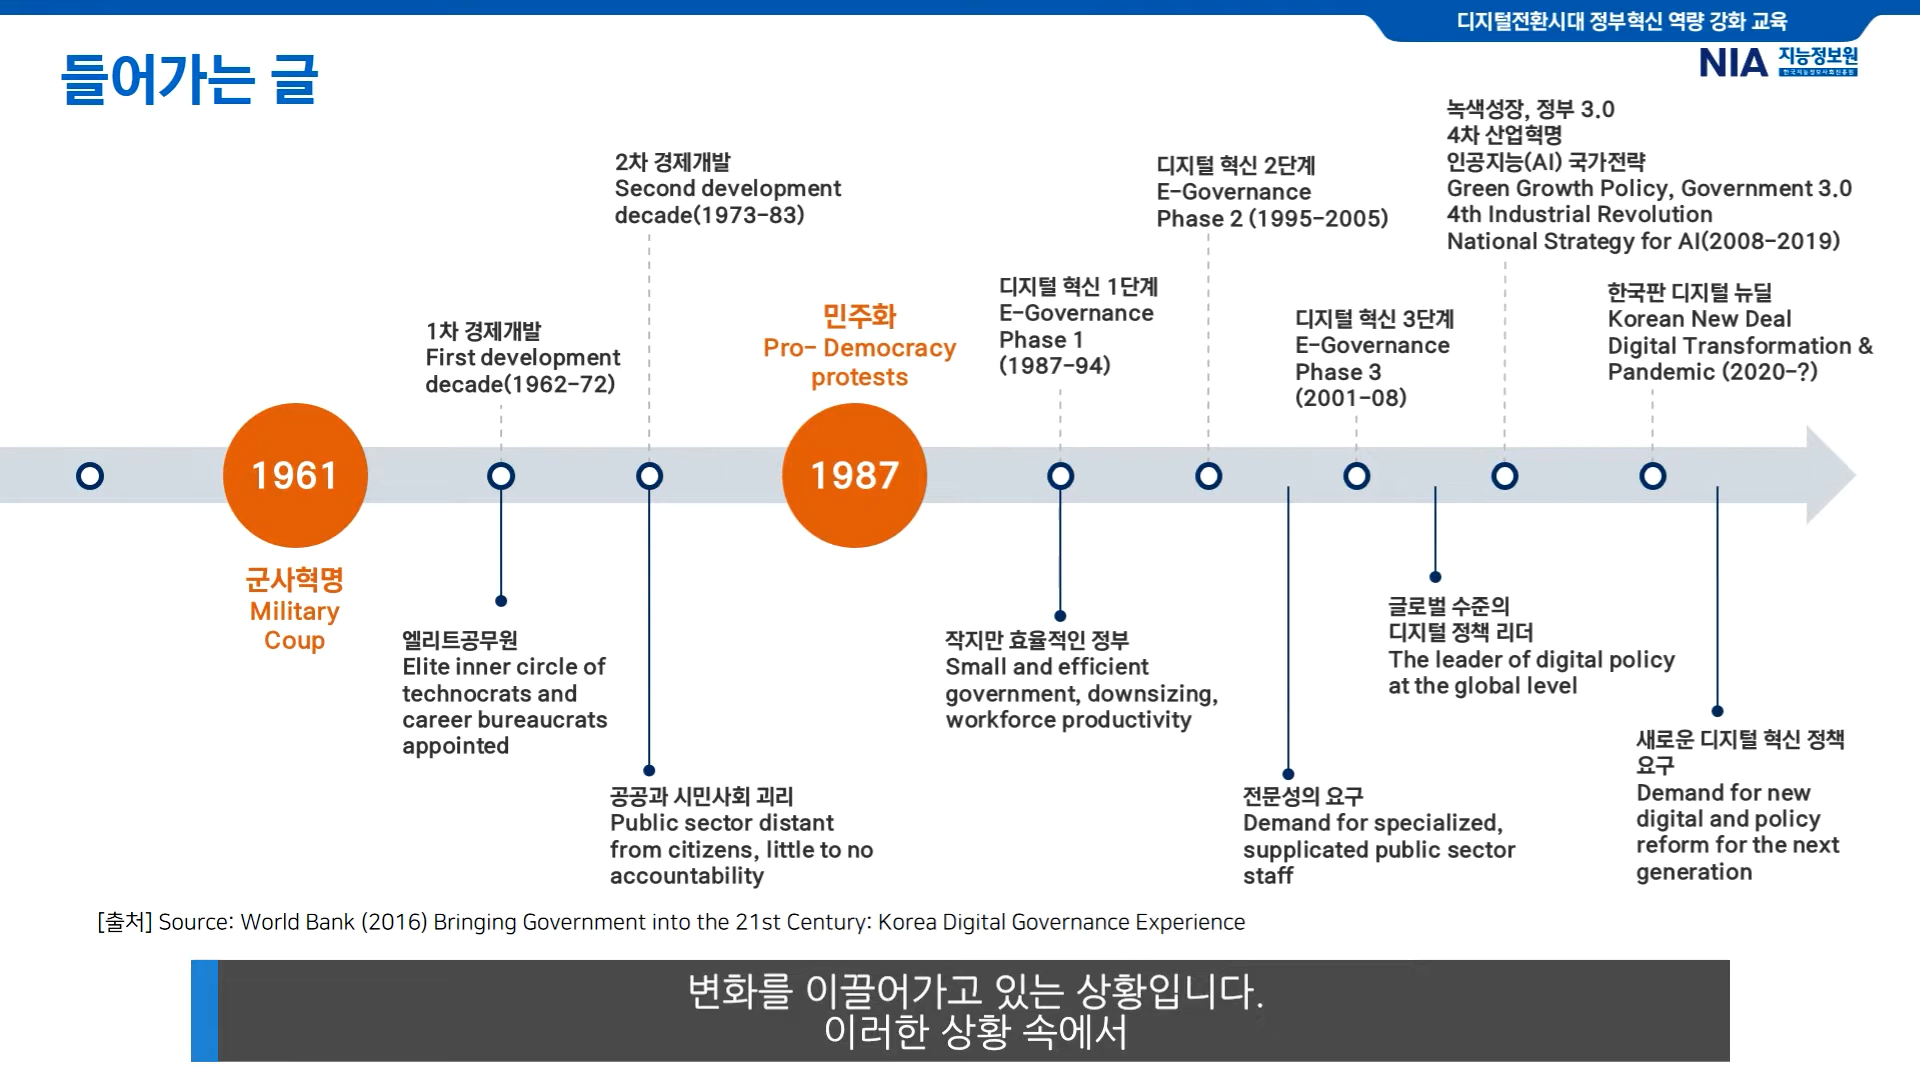 디지털전환시대 정부혁신 역량 강화 교육
NIA 지능정보원
한국지능정보사회진흥원
들어가는 글
녹색성장, 정부 3.0
4차 산업혁명
인공지능(AI) 국가전략
Green Growth Policy, Government 3.0
4th Industrial Revolution
National Strategy for AI(2008-2019)
2차 경제개발
Second development
decade(1973-83)
디지털 혁신 2단계
E-Governance
Phase 2 (1995-2005)
디지털 혁신 1단계
E-Governance
Phase 1
(1987-94)
한국판 디지털 뉴딜
Korean New Deal
Digital Transformation &
Pandemic (2020-?)
1차 경제개발
First development
decade(1962-72)
민주화
Pro- Democracy
protests
디지털 혁신 3단계
E-Governance
Phase 3
(2001-08)
1961
1987
군사혁명
Military
Coup
엘리트공무원
Elite inner circle of
technocrats and
career bureaucrats
appointed
작지만 효율적인 정부
Small and efficient
government, downsizing,
workforce productivity
글로벌 수준의
디지털 정책 리더
The leader of digital policy
at the global level
공공과 시민사회 괴리
Public sector distant
from citizens, little to no
accountability
전문성의 요구
Demand for specialized,
supplicated public sector
staff
새로운 디지털 혁신 정책
요구
Demand for new
digital and policy
reform for the next
generation
[출처] Source: World Bank (2016) Bringing Government into the 21st Century: Korea Digital Governance Experience
변화를 이끌어가고 있는 상황입니다.
이러한 상황 속에서